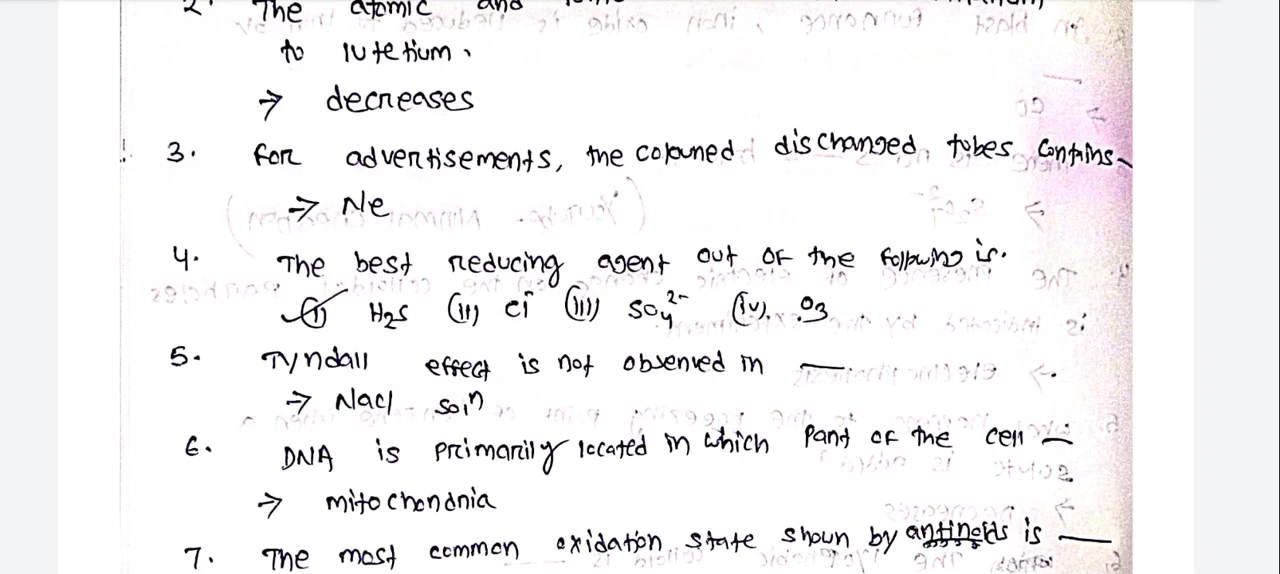 2. The atomic and
to lutetium.
→ decreases
3. For advertisements, the coloured discharged tubes contains
→ Ne
4. The best reducing agent out of the following is.
(i) H2S (ii) Cl⁻ (iii) SO4²⁻ (iv). O3
5. Tyndall effect is not observed in —.
→ NaCl solⁿ
6. DNA is primarily located in which part of the cell —
→ mitochondria
7. The most common oxidation state shown by is —